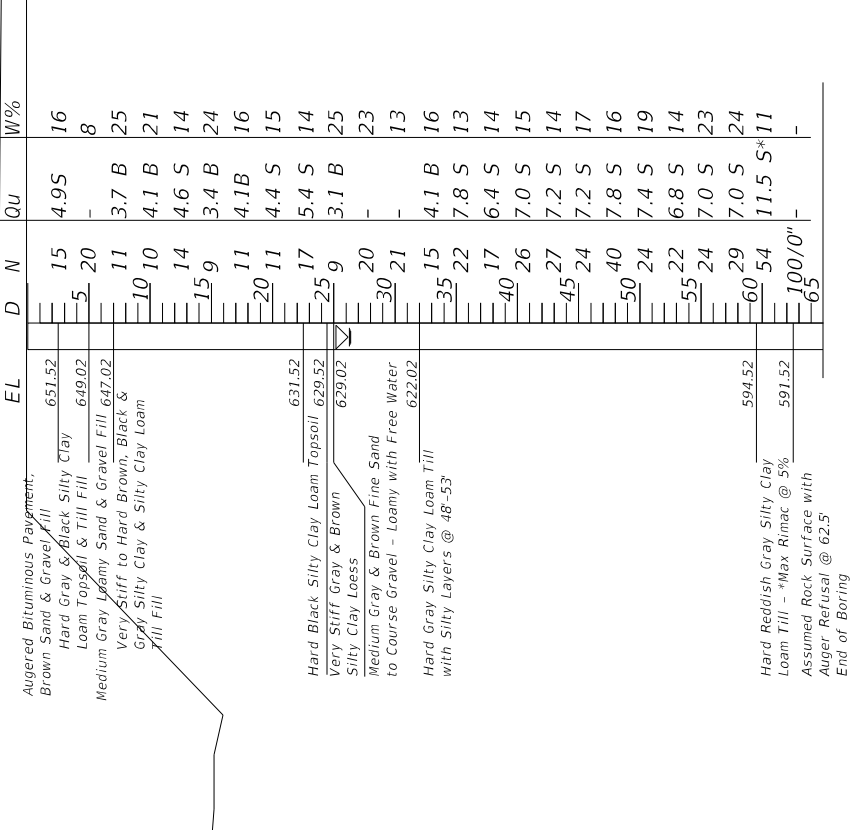 EL D N Qu W%
Augered Bituminous Pavement,
Brown Sand & Gravel Fill
651.52
15 4.9S 16
Hard Gray & Black Silty Clay
Loam Topsoil & Till Fill
649.02
5
20 – 8
Medium Gray Loamy Sand & Gravel Fill
647.02
11 3.7 B 25
Very Stiff to Hard Brown, Black &
Gray Silty Clay & Silty Clay Loam
Till Fill
10
10 4.1 B 21
14 4.6 S 14
15
9 3.4 B 24
11 4.1B 16
20
11 4.4 S 15
631.52
17 5.4 S 14
Hard Black Silty Clay Loam Topsoil
629.52
25
9 3.1 B 25
Very Stiff Gray & Brown
Silty Clay Loess
629.02
20 – 23
Medium Gray & Brown Fine Sand
to Course Gravel – Loamy with Free Water
30
21 – 13
622.02
15 4.1 B 16
Hard Gray Silty Clay Loam Till
with Silty Layers @ 48'–53'
35
22 7.8 S 13
17 6.4 S 14
40
26 7.0 S 15
27 7.2 S 14
45
24 7.2 S 17
40 7.8 S 16
50
24 7.4 S 19
22 6.8 S 14
55
24 7.0 S 23
29 7.0 S 24
594.52
60
54 11.5 S* 11
Hard Reddish Gray Silty Clay
Loam Till – *Max Rimac @ 5%
591.52
100/0" – –
Assumed Rock Surface with
Auger Refusal @ 62.5'
65
End of Boring